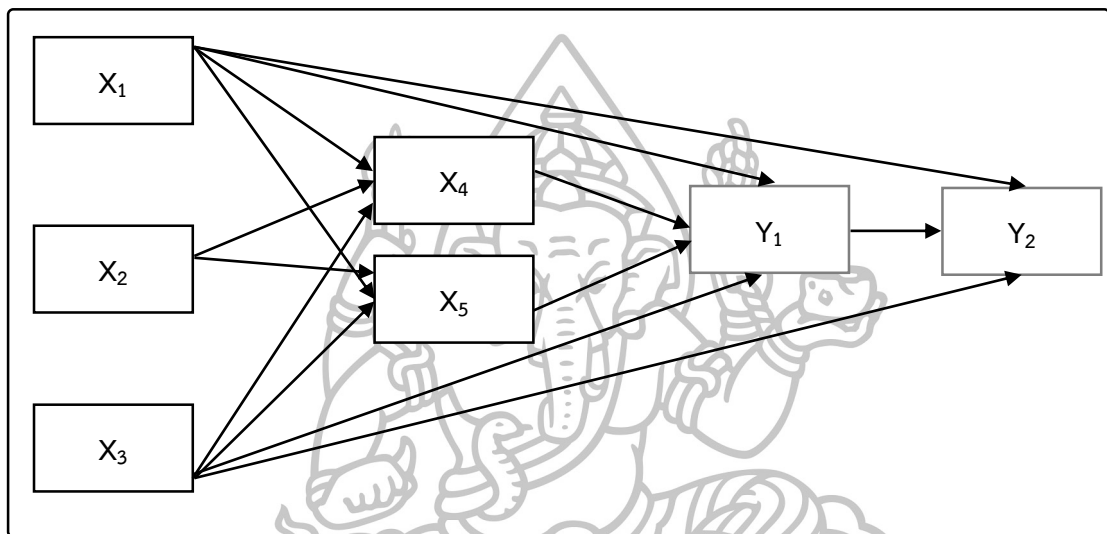 X₁
X₄
Y₁
Y₂
X₂
X₅
X₃